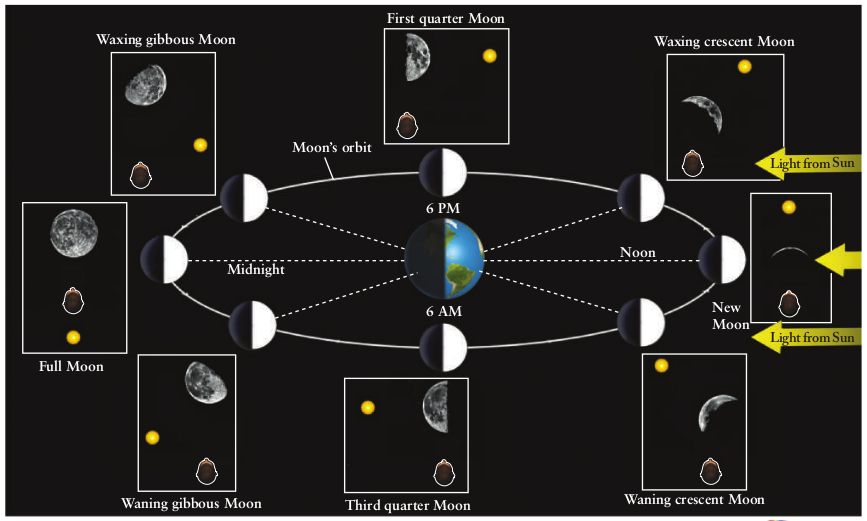 First quarter Moon
Waxing gibbous Moon
Waxing crescent Moon
Moon's orbit
Light from Sun
6 PM
Noon
Midnight
6 AM
New
Moon
Light from Sun
Full Moon
Waning gibbous Moon
Third quarter Moon
Waning crescent Moon